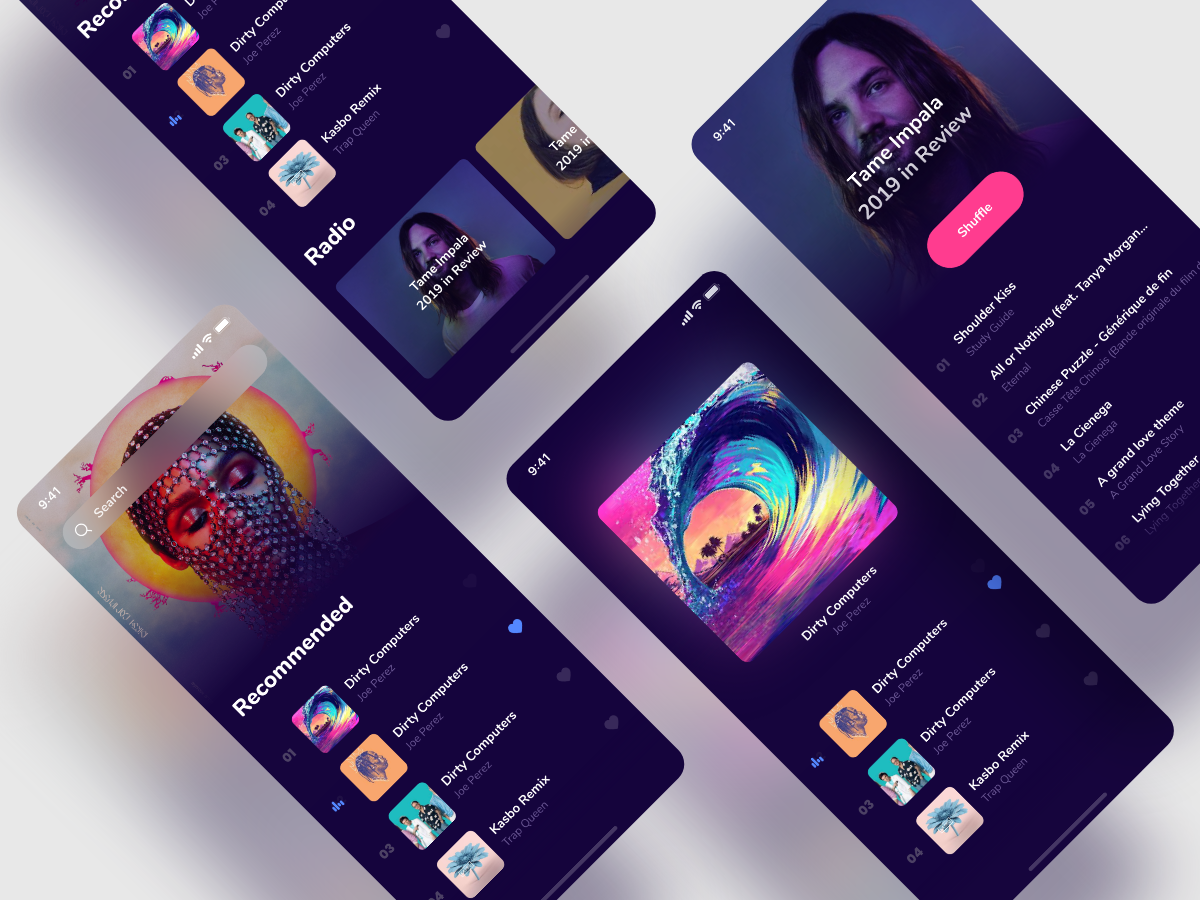 Dirty Computers
Joe Perez
Dirty Computers
Joe Perez
Kasbo Remix
Trap Queen
01
03
04
Radio
Tame Impala
2019 in Review
Tame
2019 in
9:41
Tame Impala
2019 in Review
Shuffle
01
Shoulder Kiss
Study Guide
02
All or Nothing (feat. Tanya Morgan...
Eternal
03
Chinese Puzzle - Générique de fin
Casse Tête Chinois (Bande originale du film
04
La Cienega
La Cienega
05
A grand love theme
A Grand Love Story
06
Lying Together
Lying Together
9:41
Search
Recommended
01
Dirty Computers
Joe Perez
Dirty Computers
Joe Perez
03
Dirty Computers
Joe Perez
Kasbo Remix
Trap Queen
9:41
Dirty Computers
Joe Perez
Dirty Computers
Joe Perez
03
Dirty Computers
Joe Perez
04
Kasbo Remix
Trap Queen